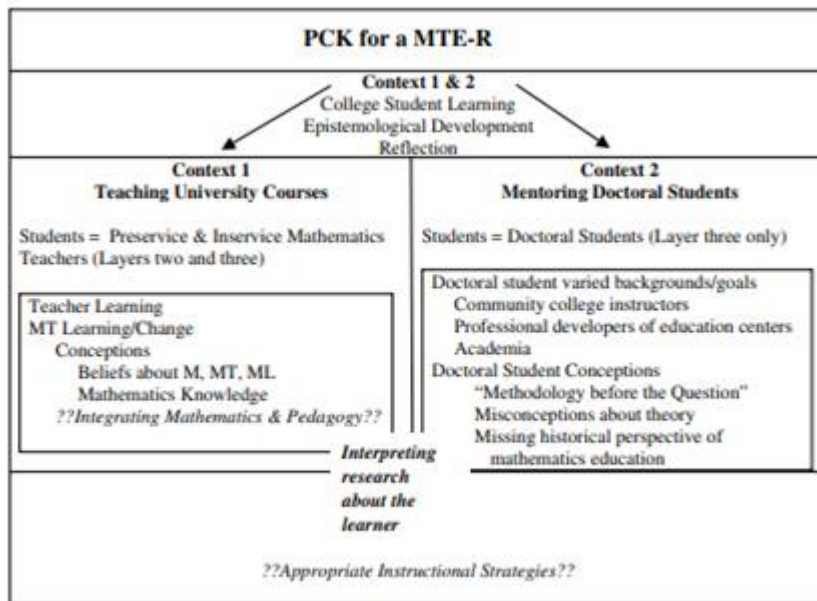 PCK for a MTE-R
Context 1 & 2
College Student Learning
Epistemological Development
Reflection
Context 1
Teaching University Courses
Students = Preservice & Inservice Mathematics
Teachers (Layers two and three)
Teacher Learning
MT Learning/Change
Conceptions
Beliefs about M, MT, ML
Mathematics Knowledge
??Integrating Mathematics & Pedagogy??
Context 2
Mentoring Doctoral Students
Students = Doctoral Students (Layer three only)
Doctoral student varied backgrounds/goals
Community college instructors
Professional developers of education centers
Academia
Doctoral Student Conceptions
“Methodology before the Question”
Misconceptions about theory
Missing historical perspective of
mathematics education
Interpreting
research
about the
learner
??Appropriate Instructional Strategies??